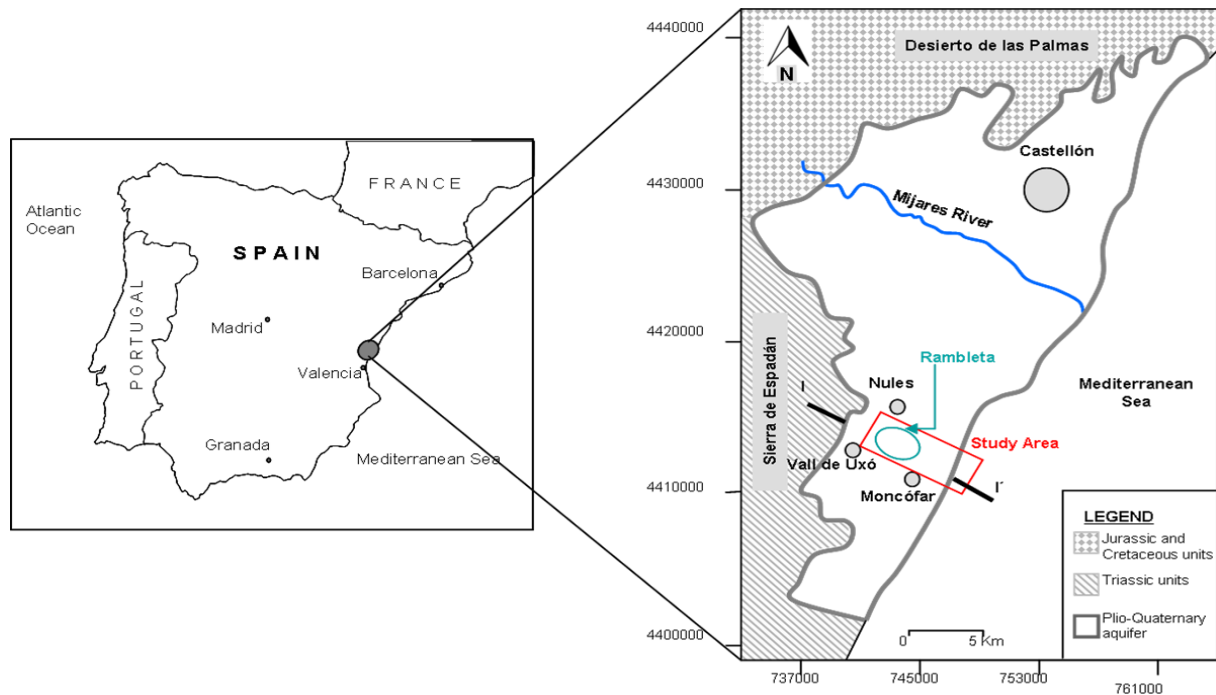 Atlantic
Ocean
FRANCE
SPAIN
PORTUGAL
Barcelona
Madrid
Valencia
Granada
Mediterranean Sea
4440000
4430000
4420000
4410000
4400000
N
Desierto de las Palmas
Castellón
Mijares River
Sierra de Espadán
Rambleta
Nules
Mediterranean
Sea
I
Study Area
Vall de Uxó
Moncófar
I´
LEGEND
Jurassic and
Cretaceous units
Triassic units
Plio-Quaternary
aquifer
0 5 Km
737000
745000
753000
761000